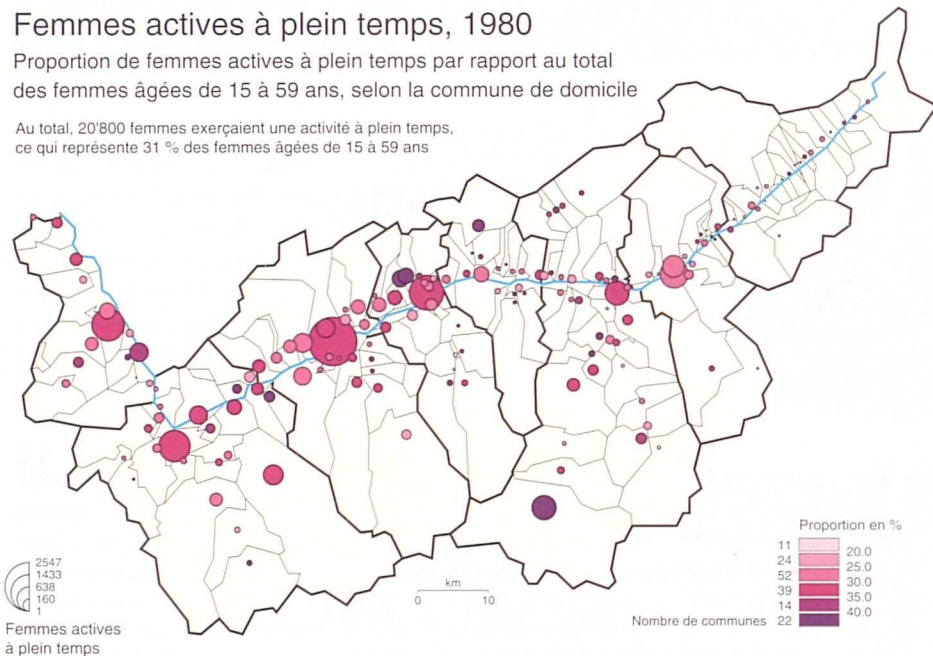 Femmes actives à plein temps, 1980
Proportion de femmes actives à plein temps par rapport au total
des femmes âgées de 15 à 59 ans, selon la commune de domicile
Au total, 20'800 femmes exerçaient une activité à plein temps,
ce qui représente 31 % des femmes âgées de 15 à 59 ans
2547
1433
638
160
1
Femmes actives
à plein temps
km
0 10
Proportion en %
11
20.0
24
25.0
52
30.0
39
35.0
14
40.0
Nombre de communes 22